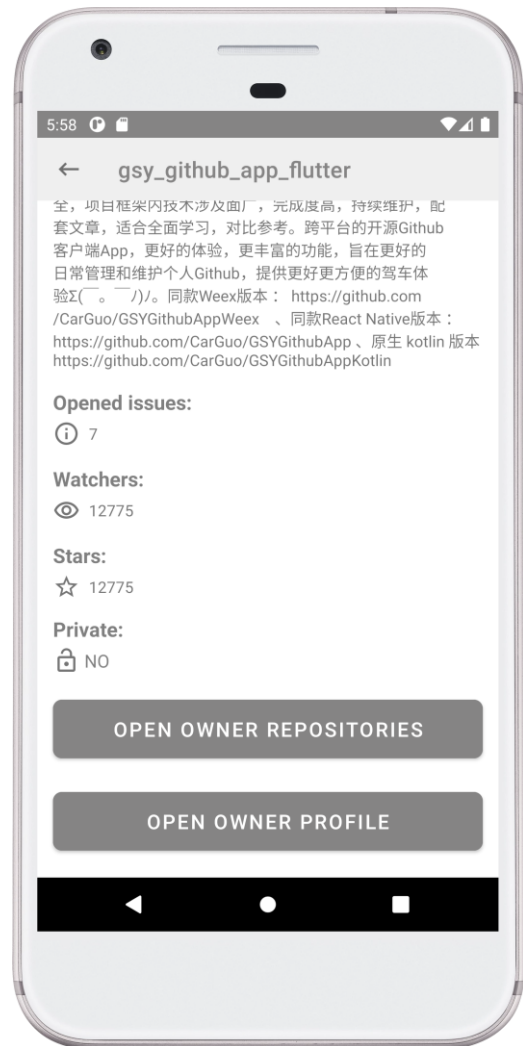 5:58
gsy_github_app_flutter
全，项目框架内技术涉及面广，完成度高，持续维护，配
套文章，适合全面学习，对比参考。跨平台的开源Github
客户端App，更好的体验，更丰富的功能，旨在更好的
日常管理和维护个人Github，提供更好更方便的驾车体
验Σ(￣。￣ﾉ)ﾉ。同款Weex版本： https://github.com
/CarGuo/GSYGithubAppWeex 、同款React Native版本：
https://github.com/CarGuo/GSYGithubApp 、原生 kotlin 版本
https://github.com/CarGuo/GSYGithubAppKotlin
Opened issues:
7
Watchers:
12775
Stars:
12775
Private:
NO
OPEN OWNER REPOSITORIES
OPEN OWNER PROFILE